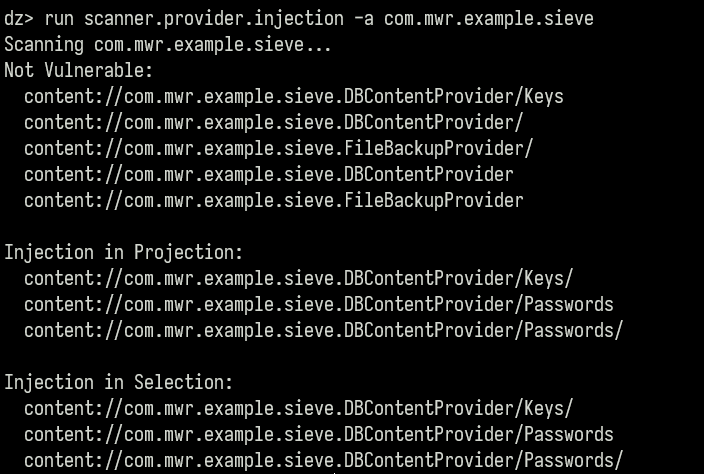 dz> run scanner.provider.injection -a com.mwr.example.sieve
Scanning com.mwr.example.sieve...
Not Vulnerable:
  content://com.mwr.example.sieve.DBContentProvider/Keys
  content://com.mwr.example.sieve.DBContentProvider/
  content://com.mwr.example.sieve.FileBackupProvider/
  content://com.mwr.example.sieve.DBContentProvider
  content://com.mwr.example.sieve.FileBackupProvider

Injection in Projection:
  content://com.mwr.example.sieve.DBContentProvider/Keys/
  content://com.mwr.example.sieve.DBContentProvider/Passwords
  content://com.mwr.example.sieve.DBContentProvider/Passwords/

Injection in Selection:
  content://com.mwr.example.sieve.DBContentProvider/Keys/
  content://com.mwr.example.sieve.DBContentProvider/Passwords
  content://com.mwr.example.sieve.DBContentProvider/Passwords/